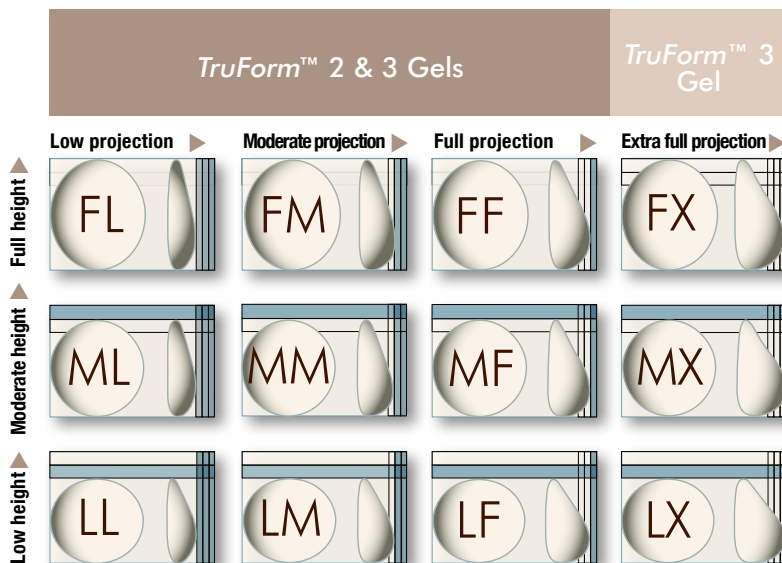 TruForm™ 2 & 3 Gels
TruForm™ 3
Gel
Low projection
Moderate projection
Full projection
Extra full projection
Full height
FL
FM
FF
FX
Moderate height
ML
MM
MF
MX
Low height
LL
LM
LF
LX